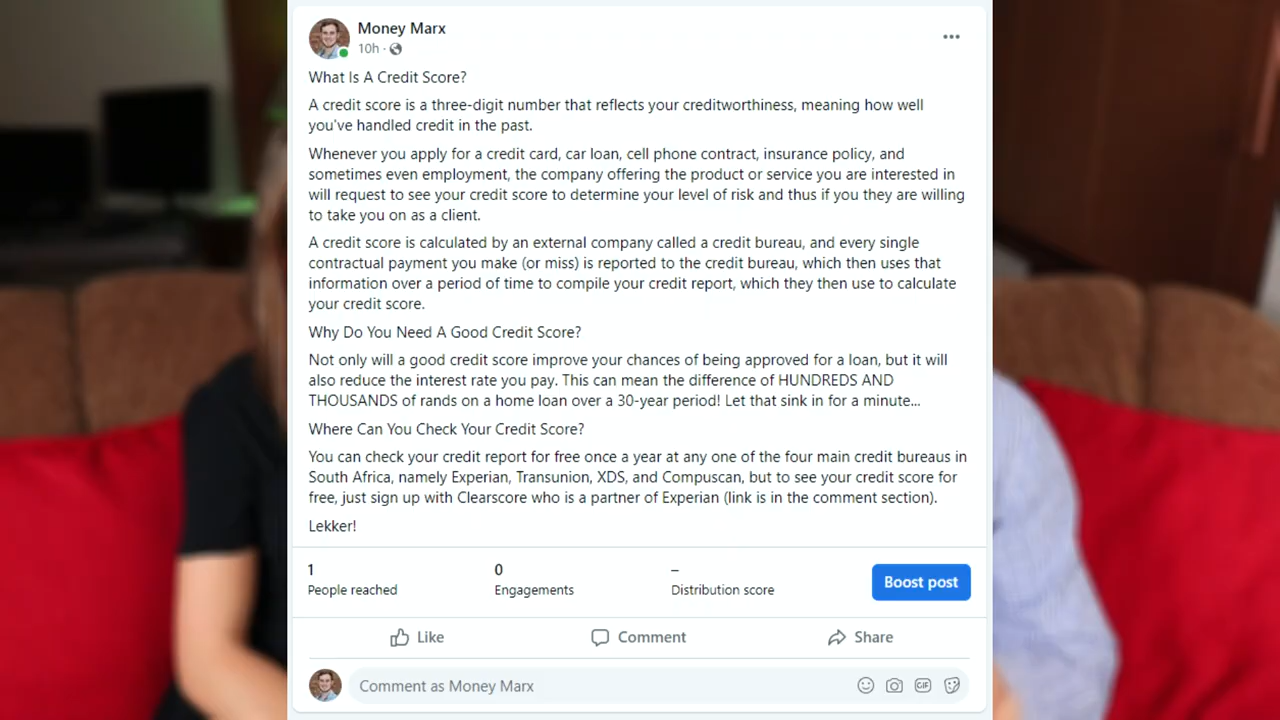 Money Marx
10h ·
What Is A Credit Score?
A credit score is a three-digit number that reflects your creditworthiness, meaning how well
you've handled credit in the past.
Whenever you apply for a credit card, car loan, cell phone contract, insurance policy, and
sometimes even employment, the company offering the product or service you are interested in
will request to see your credit score to determine your level of risk and thus if you they are willing
to take you on as a client.
A credit score is calculated by an external company called a credit bureau, and every single
contractual payment you make (or miss) is reported to the credit bureau, which then uses that
information over a period of time to compile your credit report, which they then use to calculate
your credit score.
Why Do You Need A Good Credit Score?
Not only will a good credit score improve your chances of being approved for a loan, but it will
also reduce the interest rate you pay. This can mean the difference of HUNDREDS AND
THOUSANDS of rands on a home loan over a 30-year period! Let that sink in for a minute...
Where Can You Check Your Credit Score?
You can check your credit report for free once a year at any one of the four main credit bureaus in
South Africa, namely Experian, Transunion, XDS, and Compuscan, but to see your credit score for
free, just sign up with Clearscore who is a partner of Experian (link is in the comment section).
Lekker!
1 0 –
People reached Engagements Distribution score Boost post
Like Comment Share
Comment as Money Marx GIF